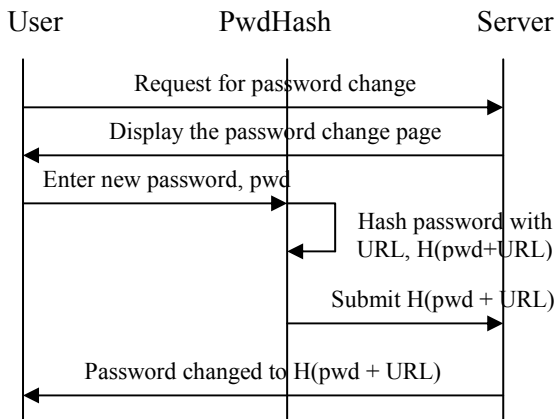 User PwdHash Server
Request for password change
Display the password change page
Enter new password, pwd
Hash password with
URL, H(pwd+URL)
Submit H(pwd + URL)
Password changed to H(pwd + URL)